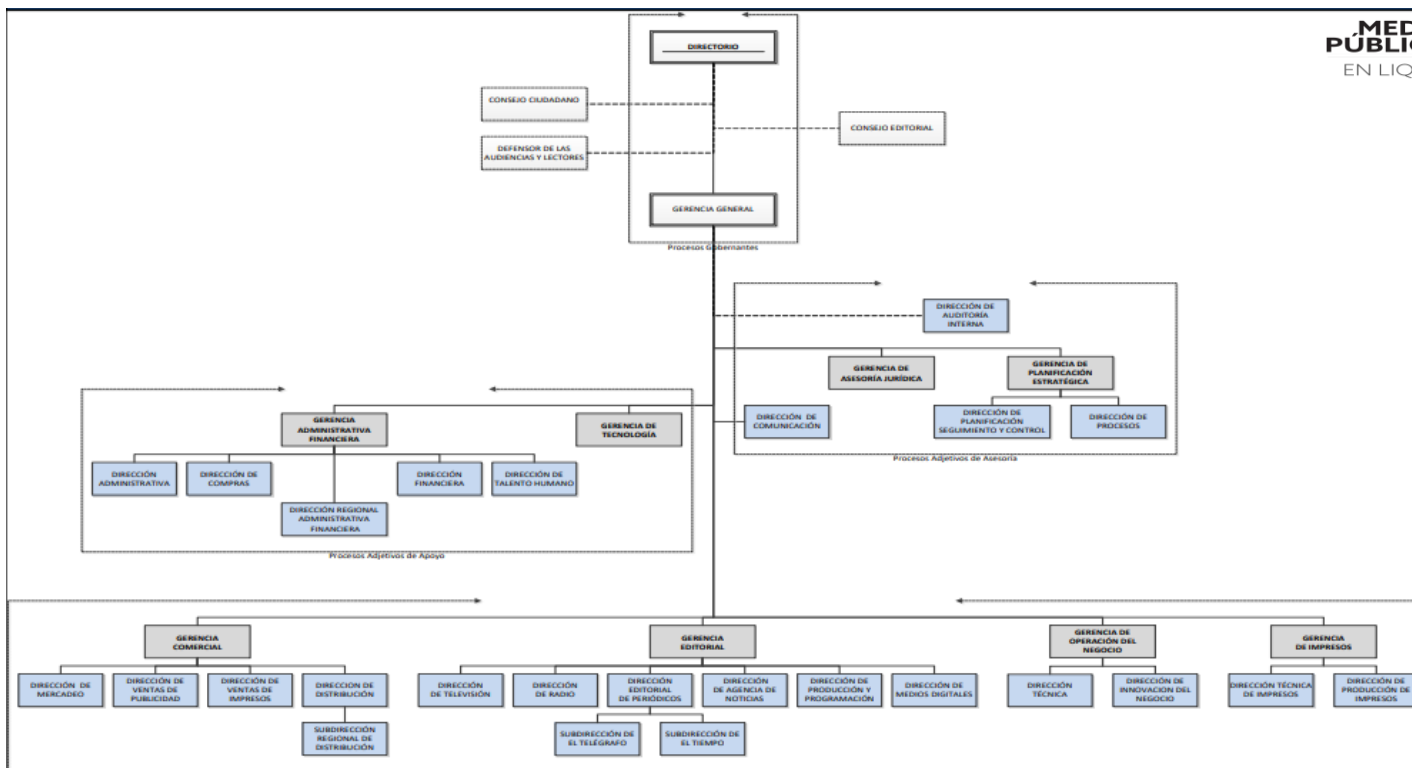 MED
PÚBLIC
EN LIQ
DIRECTORIO
CONSEJO CIUDADANO
CONSEJO EDITORIAL
DEFENSOR DE LAS
AUDIENCIAS Y LECTORES
GERENCIA GENERAL
Procesos Gobernantes
DIRECCIÓN DE
AUDITORÍA
INTERNA
GERENCIA DE
ASESORÍA JURÍDICA
GERENCIA DE
PLANIFICACIÓN
ESTRATÉGICA
DIRECCIÓN DE
COMUNICACIÓN
DIRECCIÓN DE
PLANIFICACIÓN
SEGUIMIENTO Y CONTROL
DIRECCIÓN DE
PROCESOS
Procesos Adjetivos de Asesoría
GERENCIA
ADMINISTRATIVA
FINANCIERA
GERENCIA DE
TECNOLOGÍA
DIRECCIÓN
ADMINISTRATIVA
DIRECCIÓN DE
COMPRAS
DIRECCIÓN
FINANCIERA
DIRECCIÓN DE
TALENTO HUMANO
DIRECCIÓN REGIONAL
ADMINISTRATIVA
FINANCIERA
Procesos Adjetivos de Apoyo
GERENCIA
COMERCIAL
GERENCIA
EDITORIAL
GERENCIA DE
OPERACIÓN DEL
NEGOCIO
GERENCIA
DE IMPRESOS
DIRECCIÓN DE
MERCADEO
DIRECCIÓN DE
VENTAS DE
PUBLICIDAD
DIRECCIÓN DE
VENTAS DE
IMPRESOS
DIRECCION DE
DISTRIBUCIÓN
DIRECCIÓN
DE TELEVISIÓN
DIRECCIÓN
DE RADIO
DIRECCIÓN
EDITORIAL
DE PERIÓDICOS
DIRECCIÓN
DE AGENCIA DE
NOTICIAS
DIRECCIÓN DE
PRODUCCIÓN Y
PROGRAMACIÓN
DIRECCIÓN DE
MEDIOS DIGITALES
DIRECCIÓN
TÉCNICA
DIRECCIÓN DE
INNOVACION DEL
NEGOCIO
DIRECCIÓN TÉCNICA
DE IMPRESOS
DIRECCIÓN DE
PRODUCCIÓN DE
IMPRESOS
SUBDIRECCIÓN
REGIONAL DE
DISTRIBUCIÓN
SUBDIRECCIÓN DE
EL TELÉGRAFO
SUBDIRECCIÓN DE
EL TIEMPO